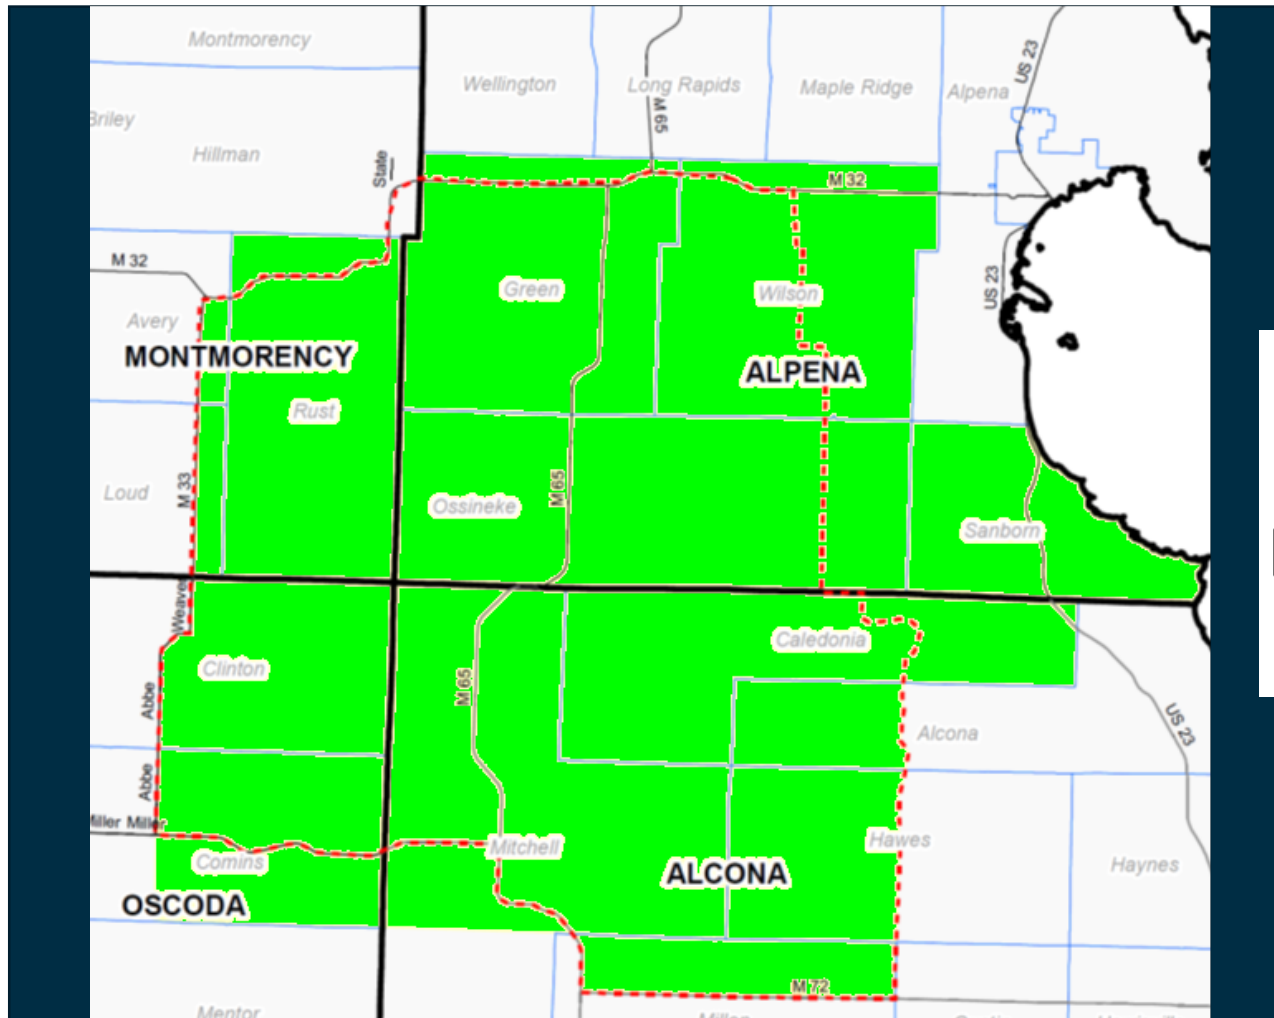 Montmorency
Wellington
Long Rapids
Maple Ridge
Alpena
US 23
Briley
Hillman
M 65
State
M 32
M 32
Green
Wilson
US 23
Avery
MONTMORENCY
ALPENA
Rust
Loud
M 33
Ossineke
M 65
Sanborn
Weaver
Clinton
Caledonia
Abbe
M 65
Alcona
US 23
Abbe
Miller Miller
Comins
Mitchell
Hawes
Haynes
ALCONA
OSCODA
M 72
Mentor